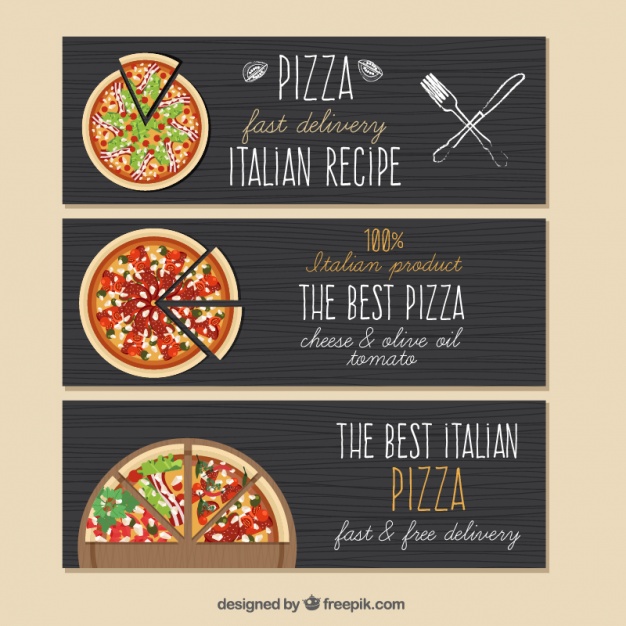 PIZZA
fast delivery
ITALIAN RECIPE
100%
Italian product
THE BEST PIZZA
cheese & olive oil
tomato
THE BEST ITALIAN
PIZZA
fast & free delivery
designed by freepik.com